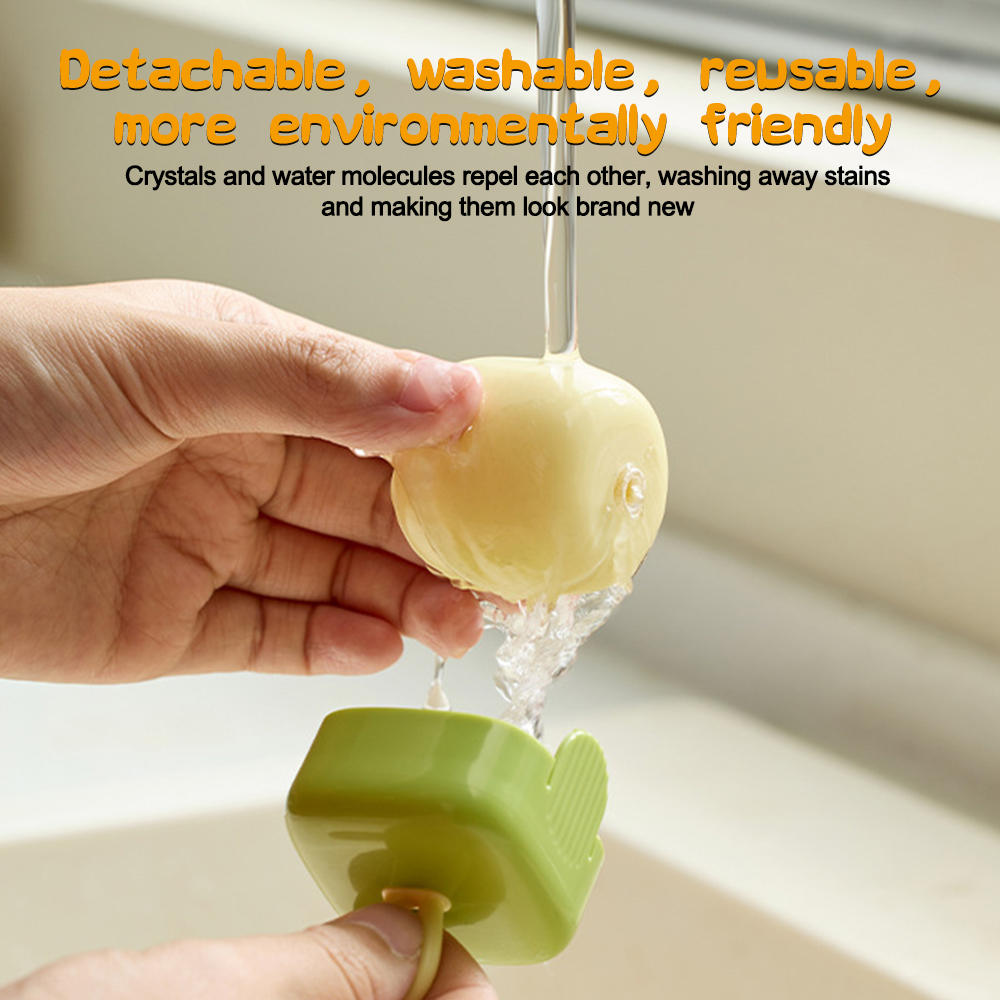 Detachable, washable, reusable,
more environmentally friendly
Crystals and water molecules repel each other, washing away stains
and making them look brand new